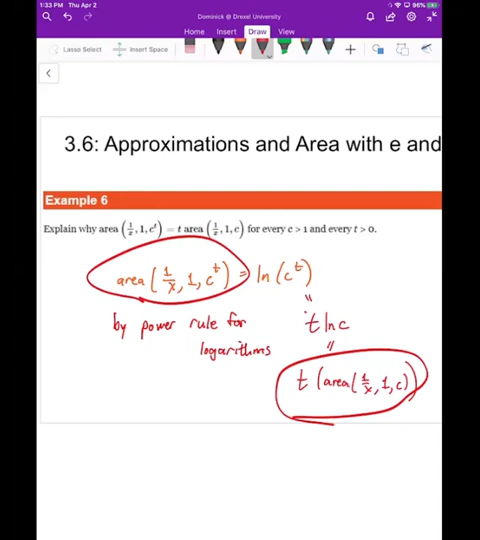 1:33 PM Thu Apr 2
96%
Dominick @ Drexel University
Home Insert Draw View
Lasso Select Insert Space
3.6: Approximations and Area with e and
Example 6
Explain why area (1/x, 1, c^t) = t area (1/x, 1, c) for every c > 1 and every t > 0.
area (1/x, 1, c^t) = ln (c^t)
"
by power rule for t ln c
logarithms "
t (area (1/x, 1, c))